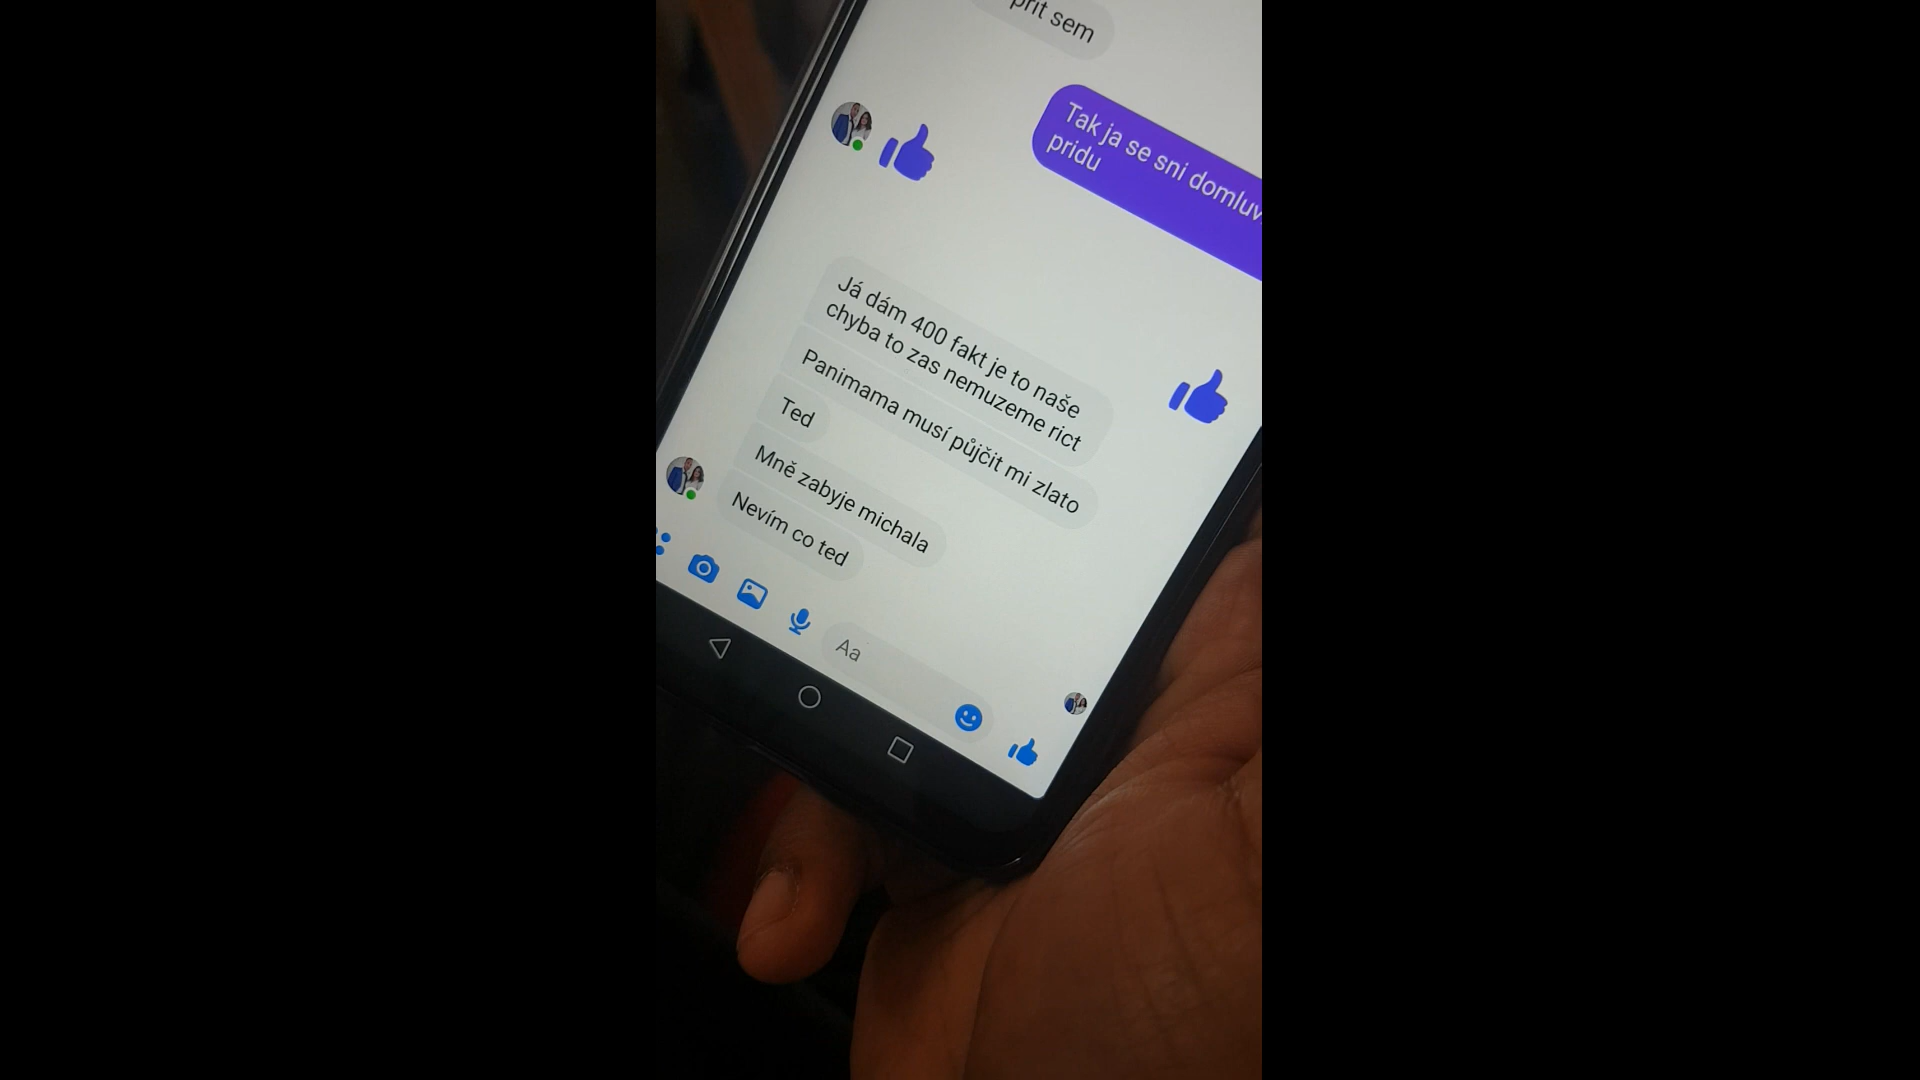 prit sem
Tak ja se sni domluv
pridu
Já dám 400 fakt je to naše
chyba to zas nemuzeme rict
Panimama musí půjčit mi zlato
Ted
Mně zabyje michala
Nevím co ted
Aa